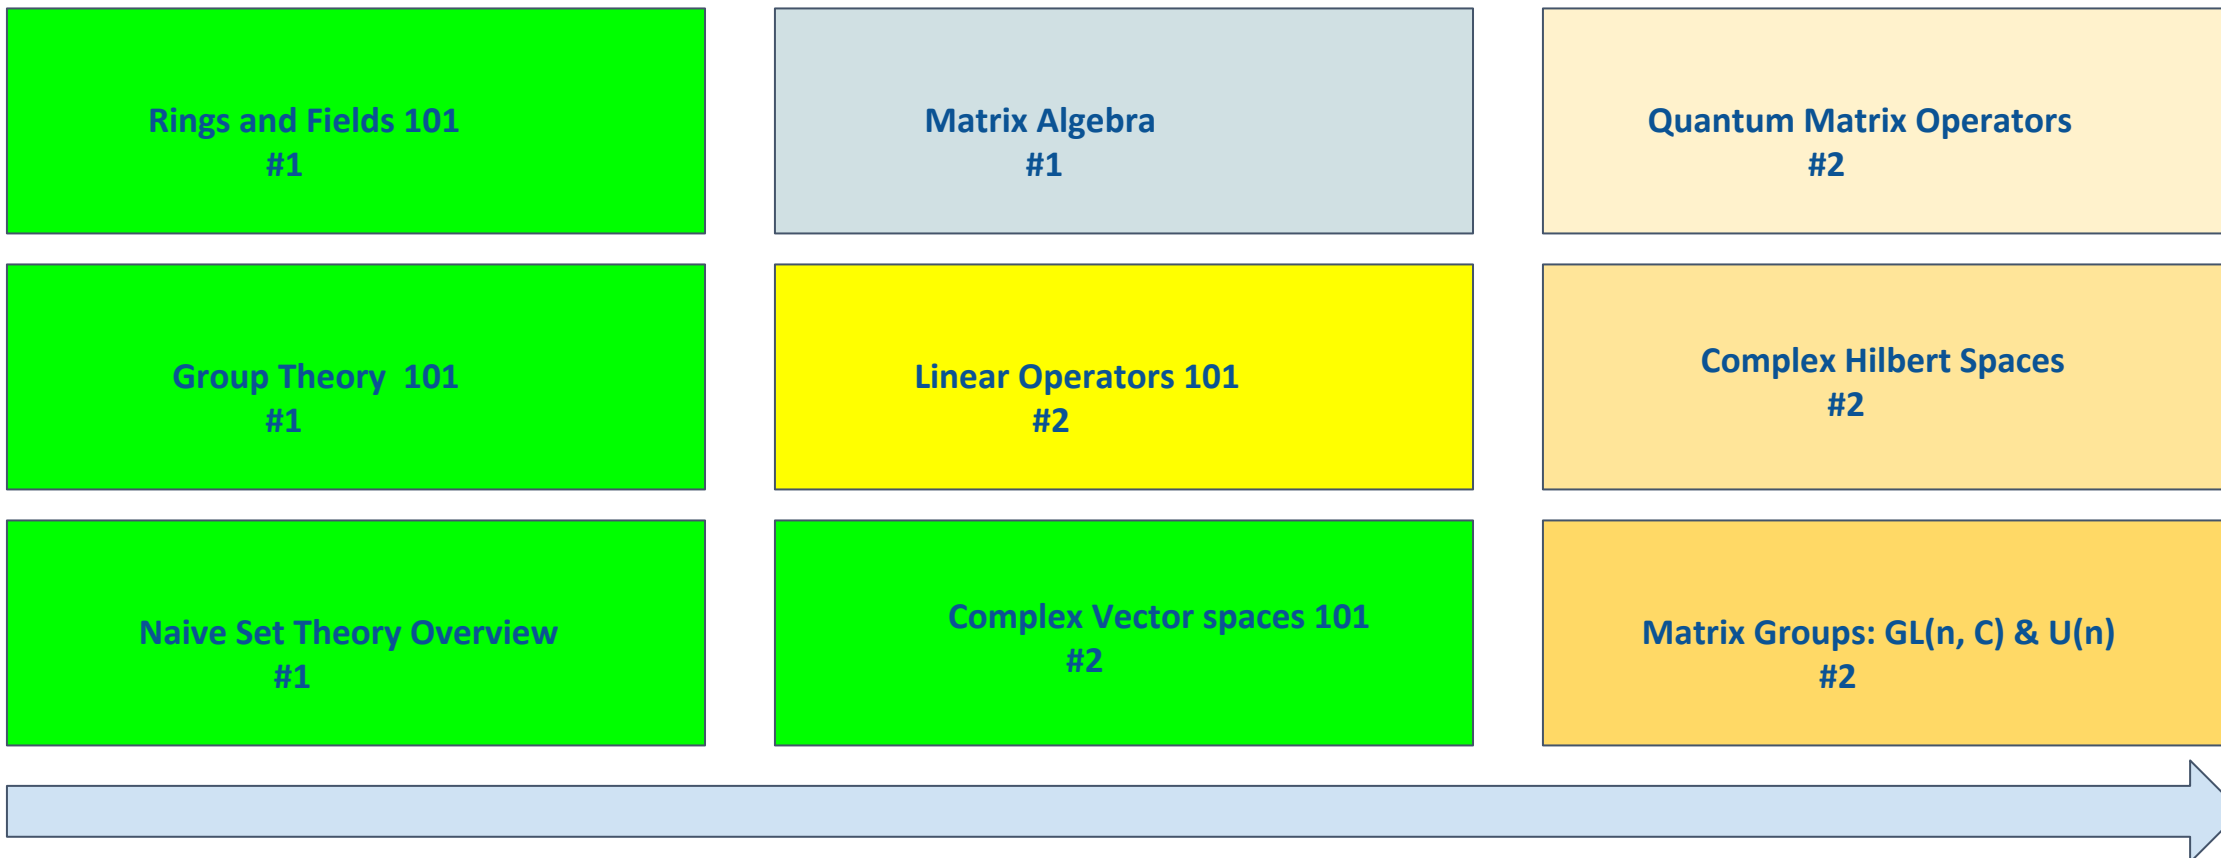 Rings and Fields 101
#1
Matrix Algebra
#1
Quantum Matrix Operators
#2
Group Theory  101
#1
Linear Operators 101
#2
Complex Hilbert Spaces
#2
Naive Set Theory Overview
#1
Complex Vector spaces 101
#2
Matrix Groups: GL(n, C) & U(n)
#2